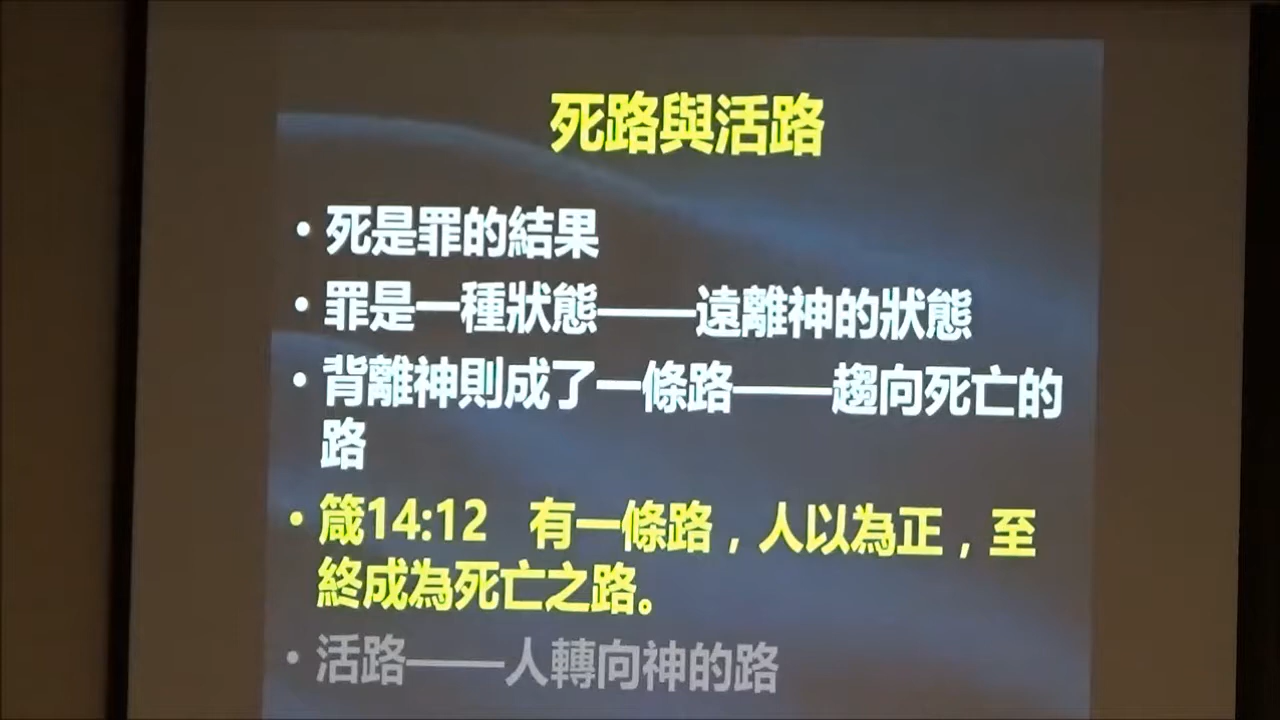 死路與活路
• 死是罪的結果
• 罪是一種狀態——遠離神的狀態
• 背離神則成了一條路——趨向死亡的
路
• 箴14:12 有一條路，人以為正，至
終成為死亡之路。
• 活路——人轉向神的路